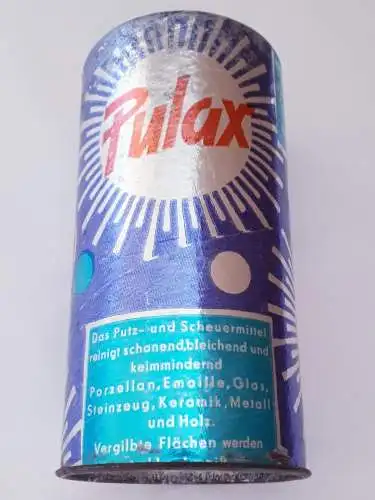 Pulax
Das Putz- und Scheuermittel
reinigt schonend,bleichend und
keimmindernd
Porzellan,Emaille,Glas,
Steinzeug,Keramik,Metall
und Holz.
Vergilbte Flächen werden